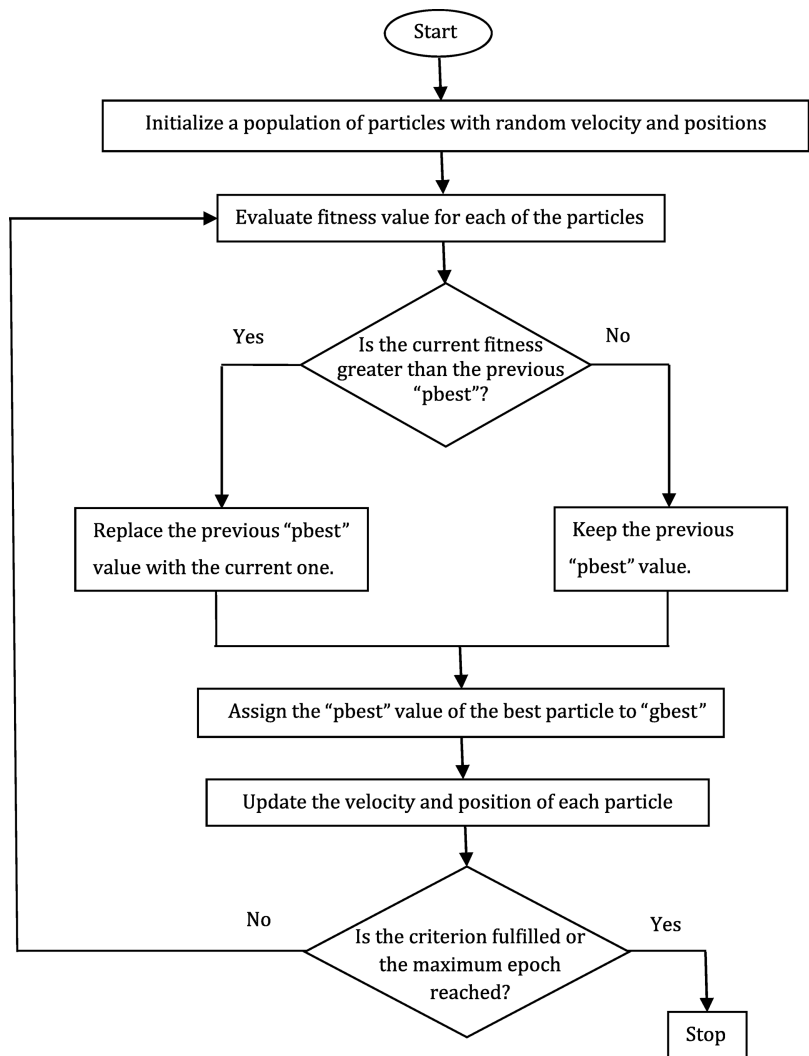 Start
Initialize a population of particles with random velocity and positions
Evaluate fitness value for each of the particles
Yes
No
Is the current fitness
greater than the previous
“pbest”?
Replace the previous “pbest”
value with the current one.
Keep the previous
“pbest” value.
Assign the “pbest” value of the best particle to “gbest”
Update the velocity and position of each particle
No
Yes
Is the criterion fulfilled or
the maximum epoch
reached?
Stop